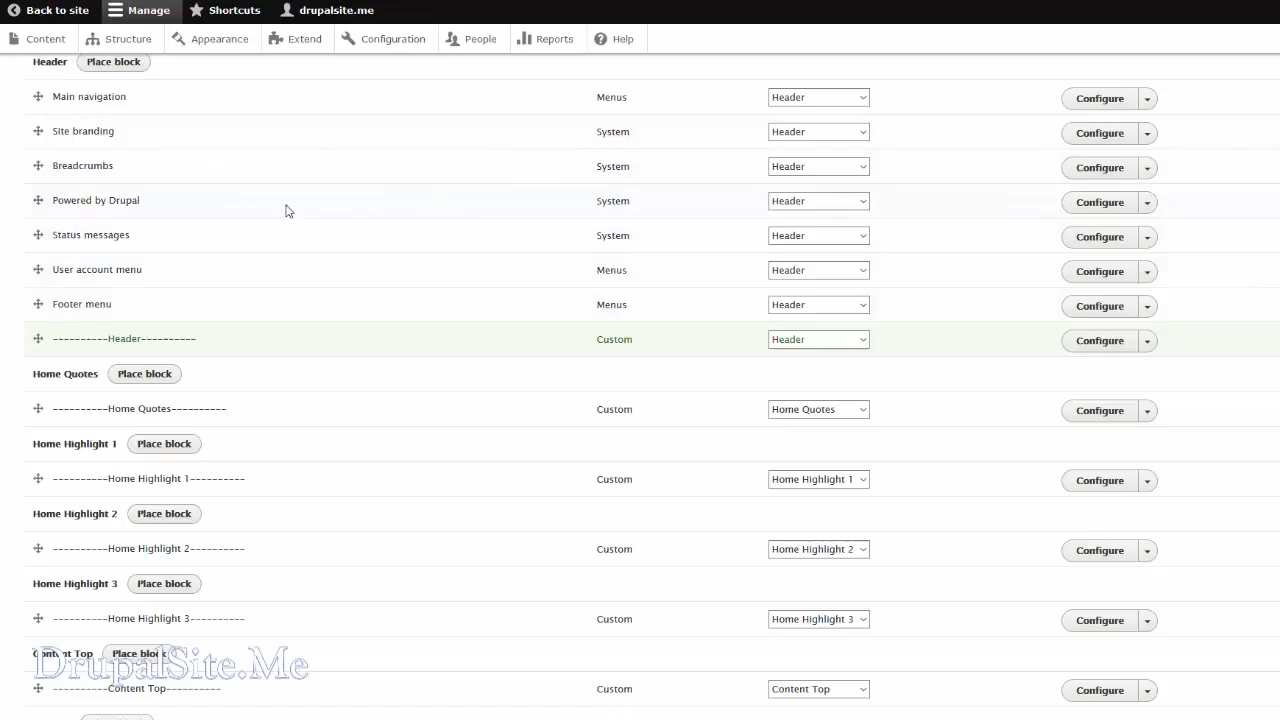 Back to site Manage Shortcuts drupalsite.me
Content Structure Appearance Extend Configuration People Reports Help
Header Place block
Main navigation Menus Header Configure
Site branding System Header Configure
Breadcrumbs System Header Configure
Powered by Drupal System Header Configure
Status messages System Header Configure
User account menu Menus Header Configure
Footer menu Menus Header Configure
----------Header---------- Custom Header Configure
Home Quotes Place block
----------Home Quotes---------- Custom Home Quotes Configure
Home Highlight 1 Place block
----------Home Highlight 1---------- Custom Home Highlight 1 Configure
Home Highlight 2 Place block
----------Home Highlight 2---------- Custom Home Highlight 2 Configure
Home Highlight 3 Place block
----------Home Highlight 3---------- Custom Home Highlight 3 Configure
Content Top Place block
DrupalSite.Me
----------Content Top---------- Custom Content Top Configure